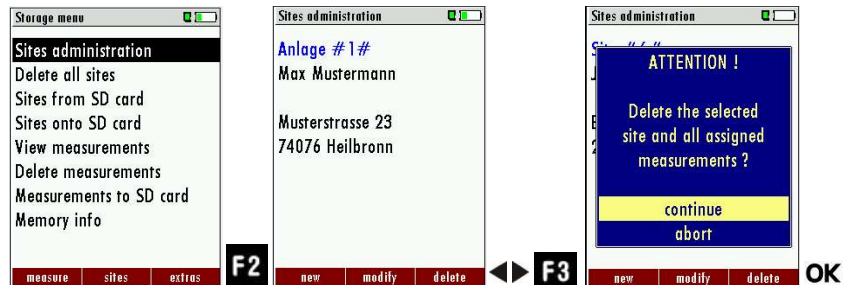 Storage menu
Sites administration
Delete all sites
Sites from SD card
Sites onto SD card
View measurements
Delete measurements
Measurements to SD card
Memory info
measure sites extras
F2
Sites administration
Anlage #1#
Max Mustermann
Musterstrasse 23
74076 Heilbronn
new modify delete
F3
Sites administration
ATTENTION !
Delete the selected
site and all assigned
measurements ?
continue
abort
new modify delete
OK